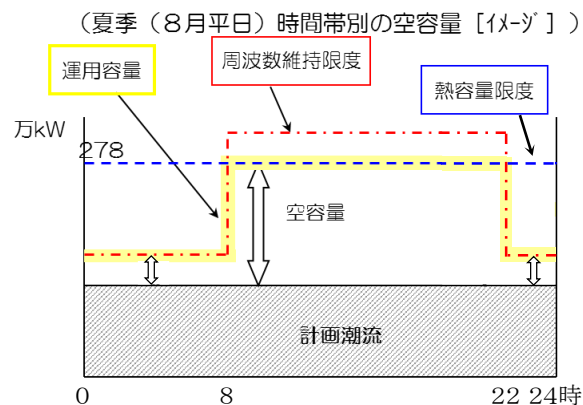 （夏季（８月平日）時間帯別の空容量［ｲﾒｰｼﾞ］）
運用容量
周波数維持限度
熱容量限度
万kW
278
空容量
計画潮流
0 8 22 24時